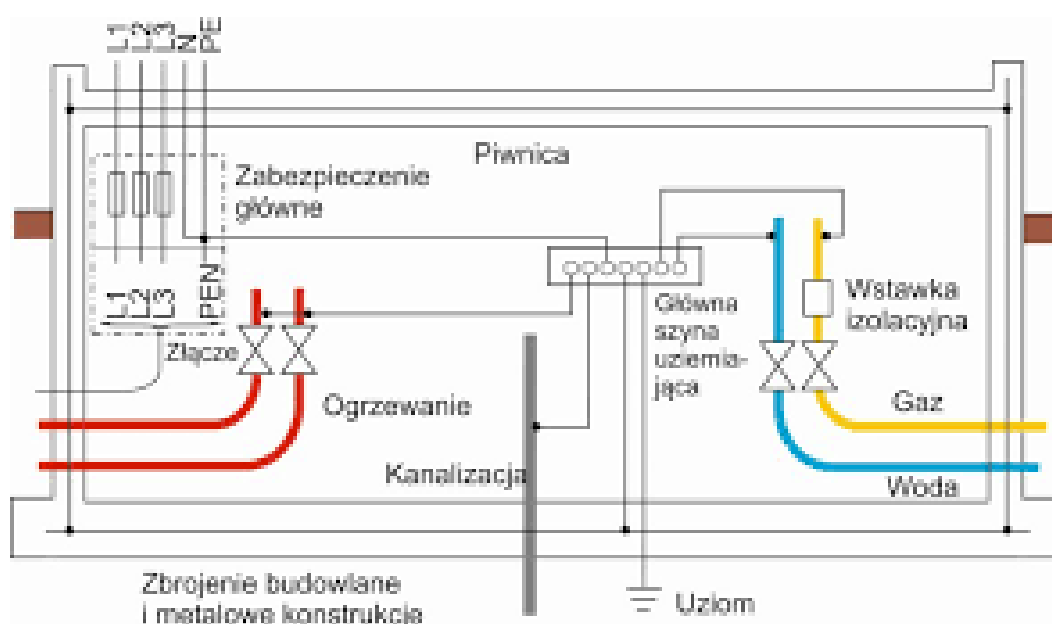 L1
L2
L3
N
PE
Piwnica
Zabezpieczenie
główne
L1
L2
L3
PEN
Złącze
Główna
szyna
uziemia-
jąca
Wstawka
izolacyjna
Ogrzewanie
Gaz
Kanalizacja
Woda
Zbrojenie budowlane
i metalowe konstrukcje
Uziom